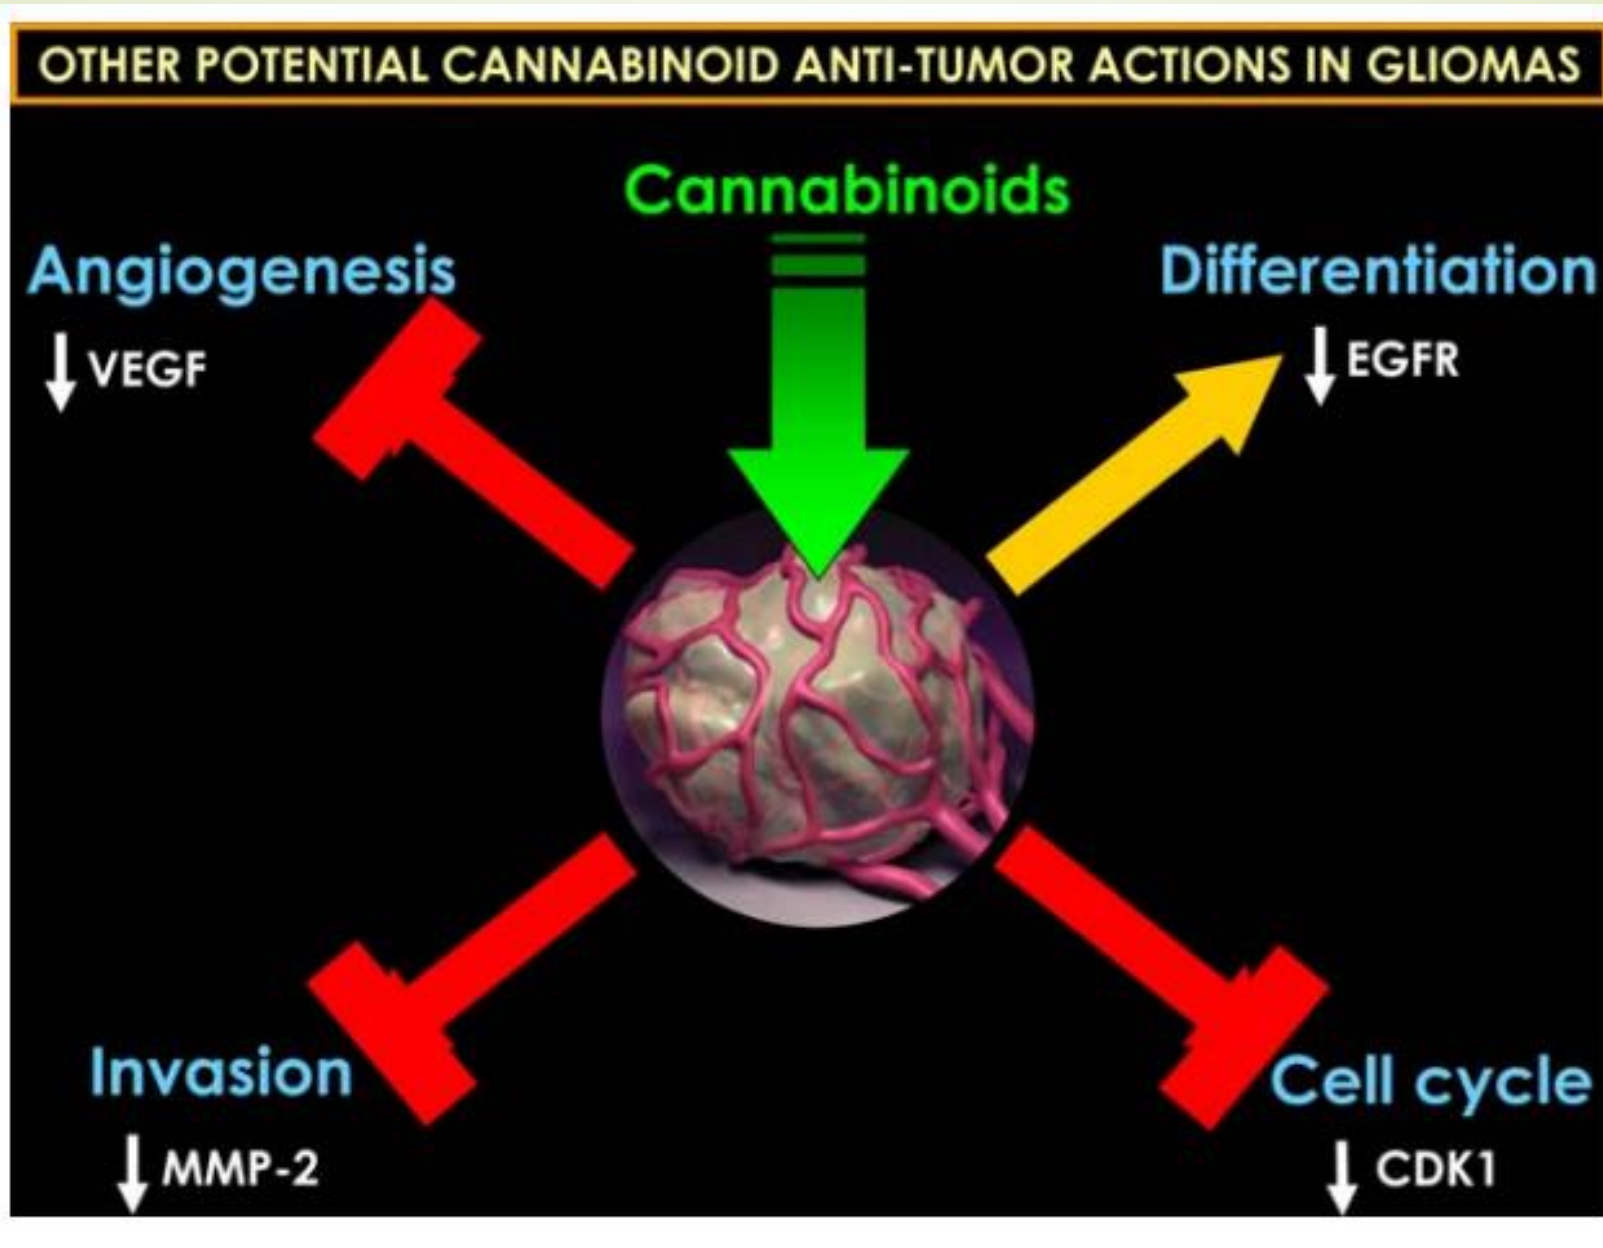 OTHER POTENTIAL CANNABINOID ANTI-TUMOR ACTIONS IN GLIOMAS
Cannabinoids
Angiogenesis
VEGF
Differentiation
EGFR
Invasion
MMP-2
Cell cycle
CDK1